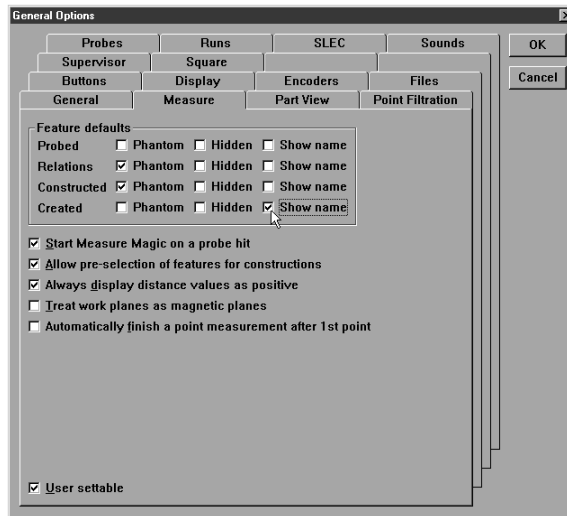 General Options
Probes Runs SLEC Sounds
Supervisor Square
Buttons Display Encoders Files
General Measure Part View Point Filtration
OK
Cancel
Feature defaults
Probed Phantom Hidden Show name
Relations Phantom Hidden Show name
Constructed Phantom Hidden Show name
Created Phantom Hidden Show name
Start Measure Magic on a probe hit
Allow pre-selection of features for constructions
Always display distance values as positive
Treat work planes as magnetic planes
Automatically finish a point measurement after 1st point
User settable